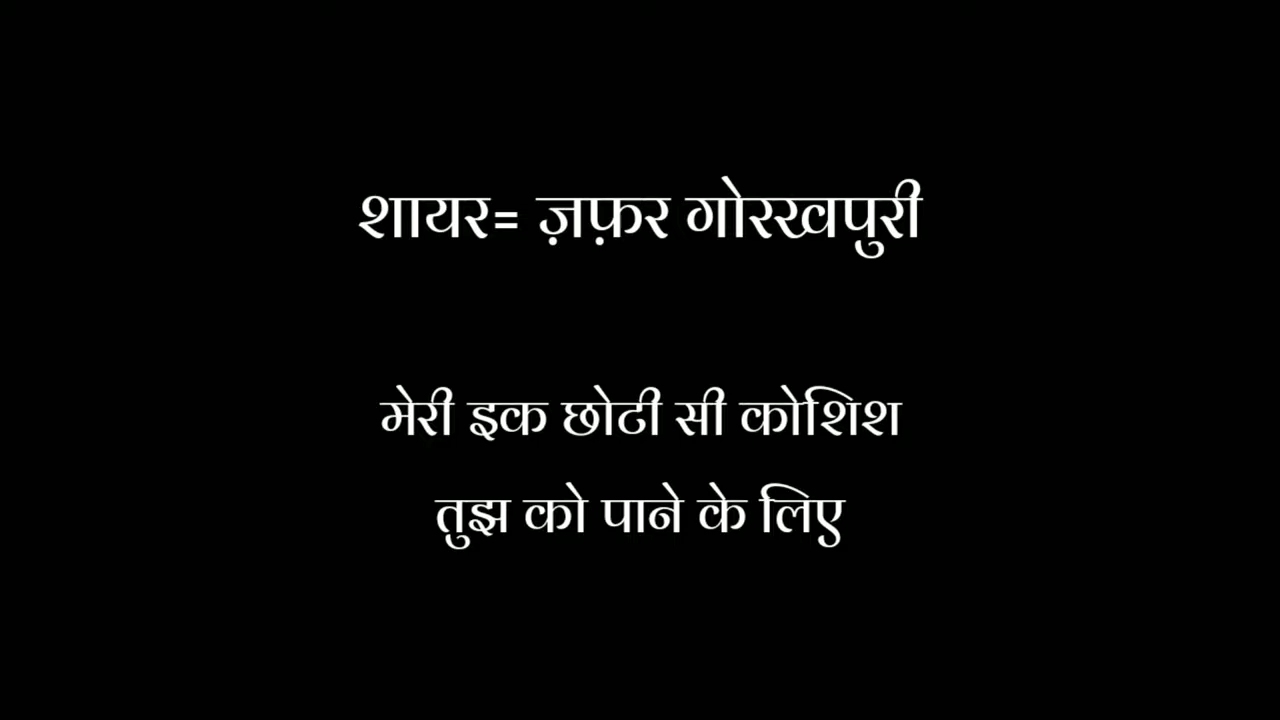 शायर= ज़फ़र गोरखपुरी
मेरी इक छोटी सी कोशिश
तुझ को पाने के लिए